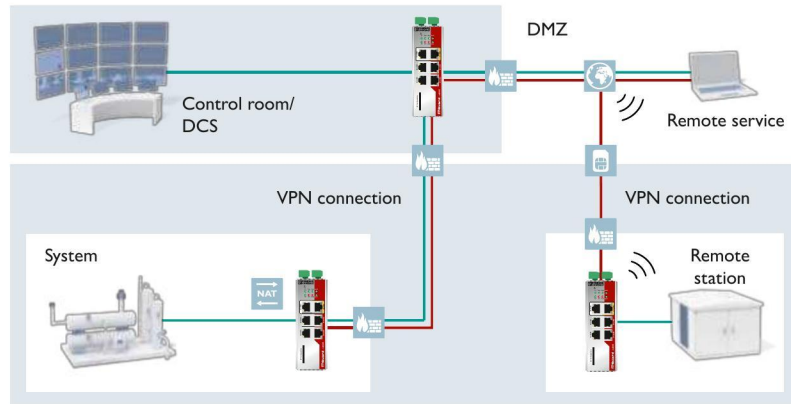 DMZ
Control room/
DCS
Remote service
VPN connection
VPN connection
System
NAT
Remote
station